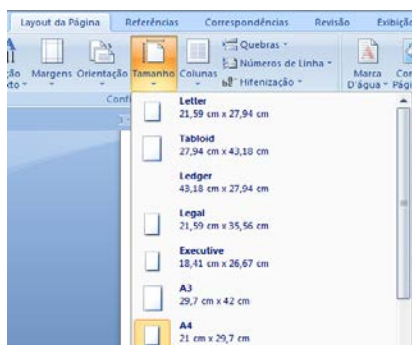 Layout da Página Referências Correspondências Revisão
Quebras
Números de Linha
Margens Orientação Tamanho Colunas
Hifenização
Marca
D'água
Letter
21,59 cm x 27,94 cm
Tabloid
27,94 cm x 43,18 cm
Ledger
43,18 cm x 27,94 cm
Legal
21,59 cm x 35,56 cm
Executive
18,41 cm x 26,67 cm
A3
29,7 cm x 42 cm
A4
21 cm x 29,7 cm